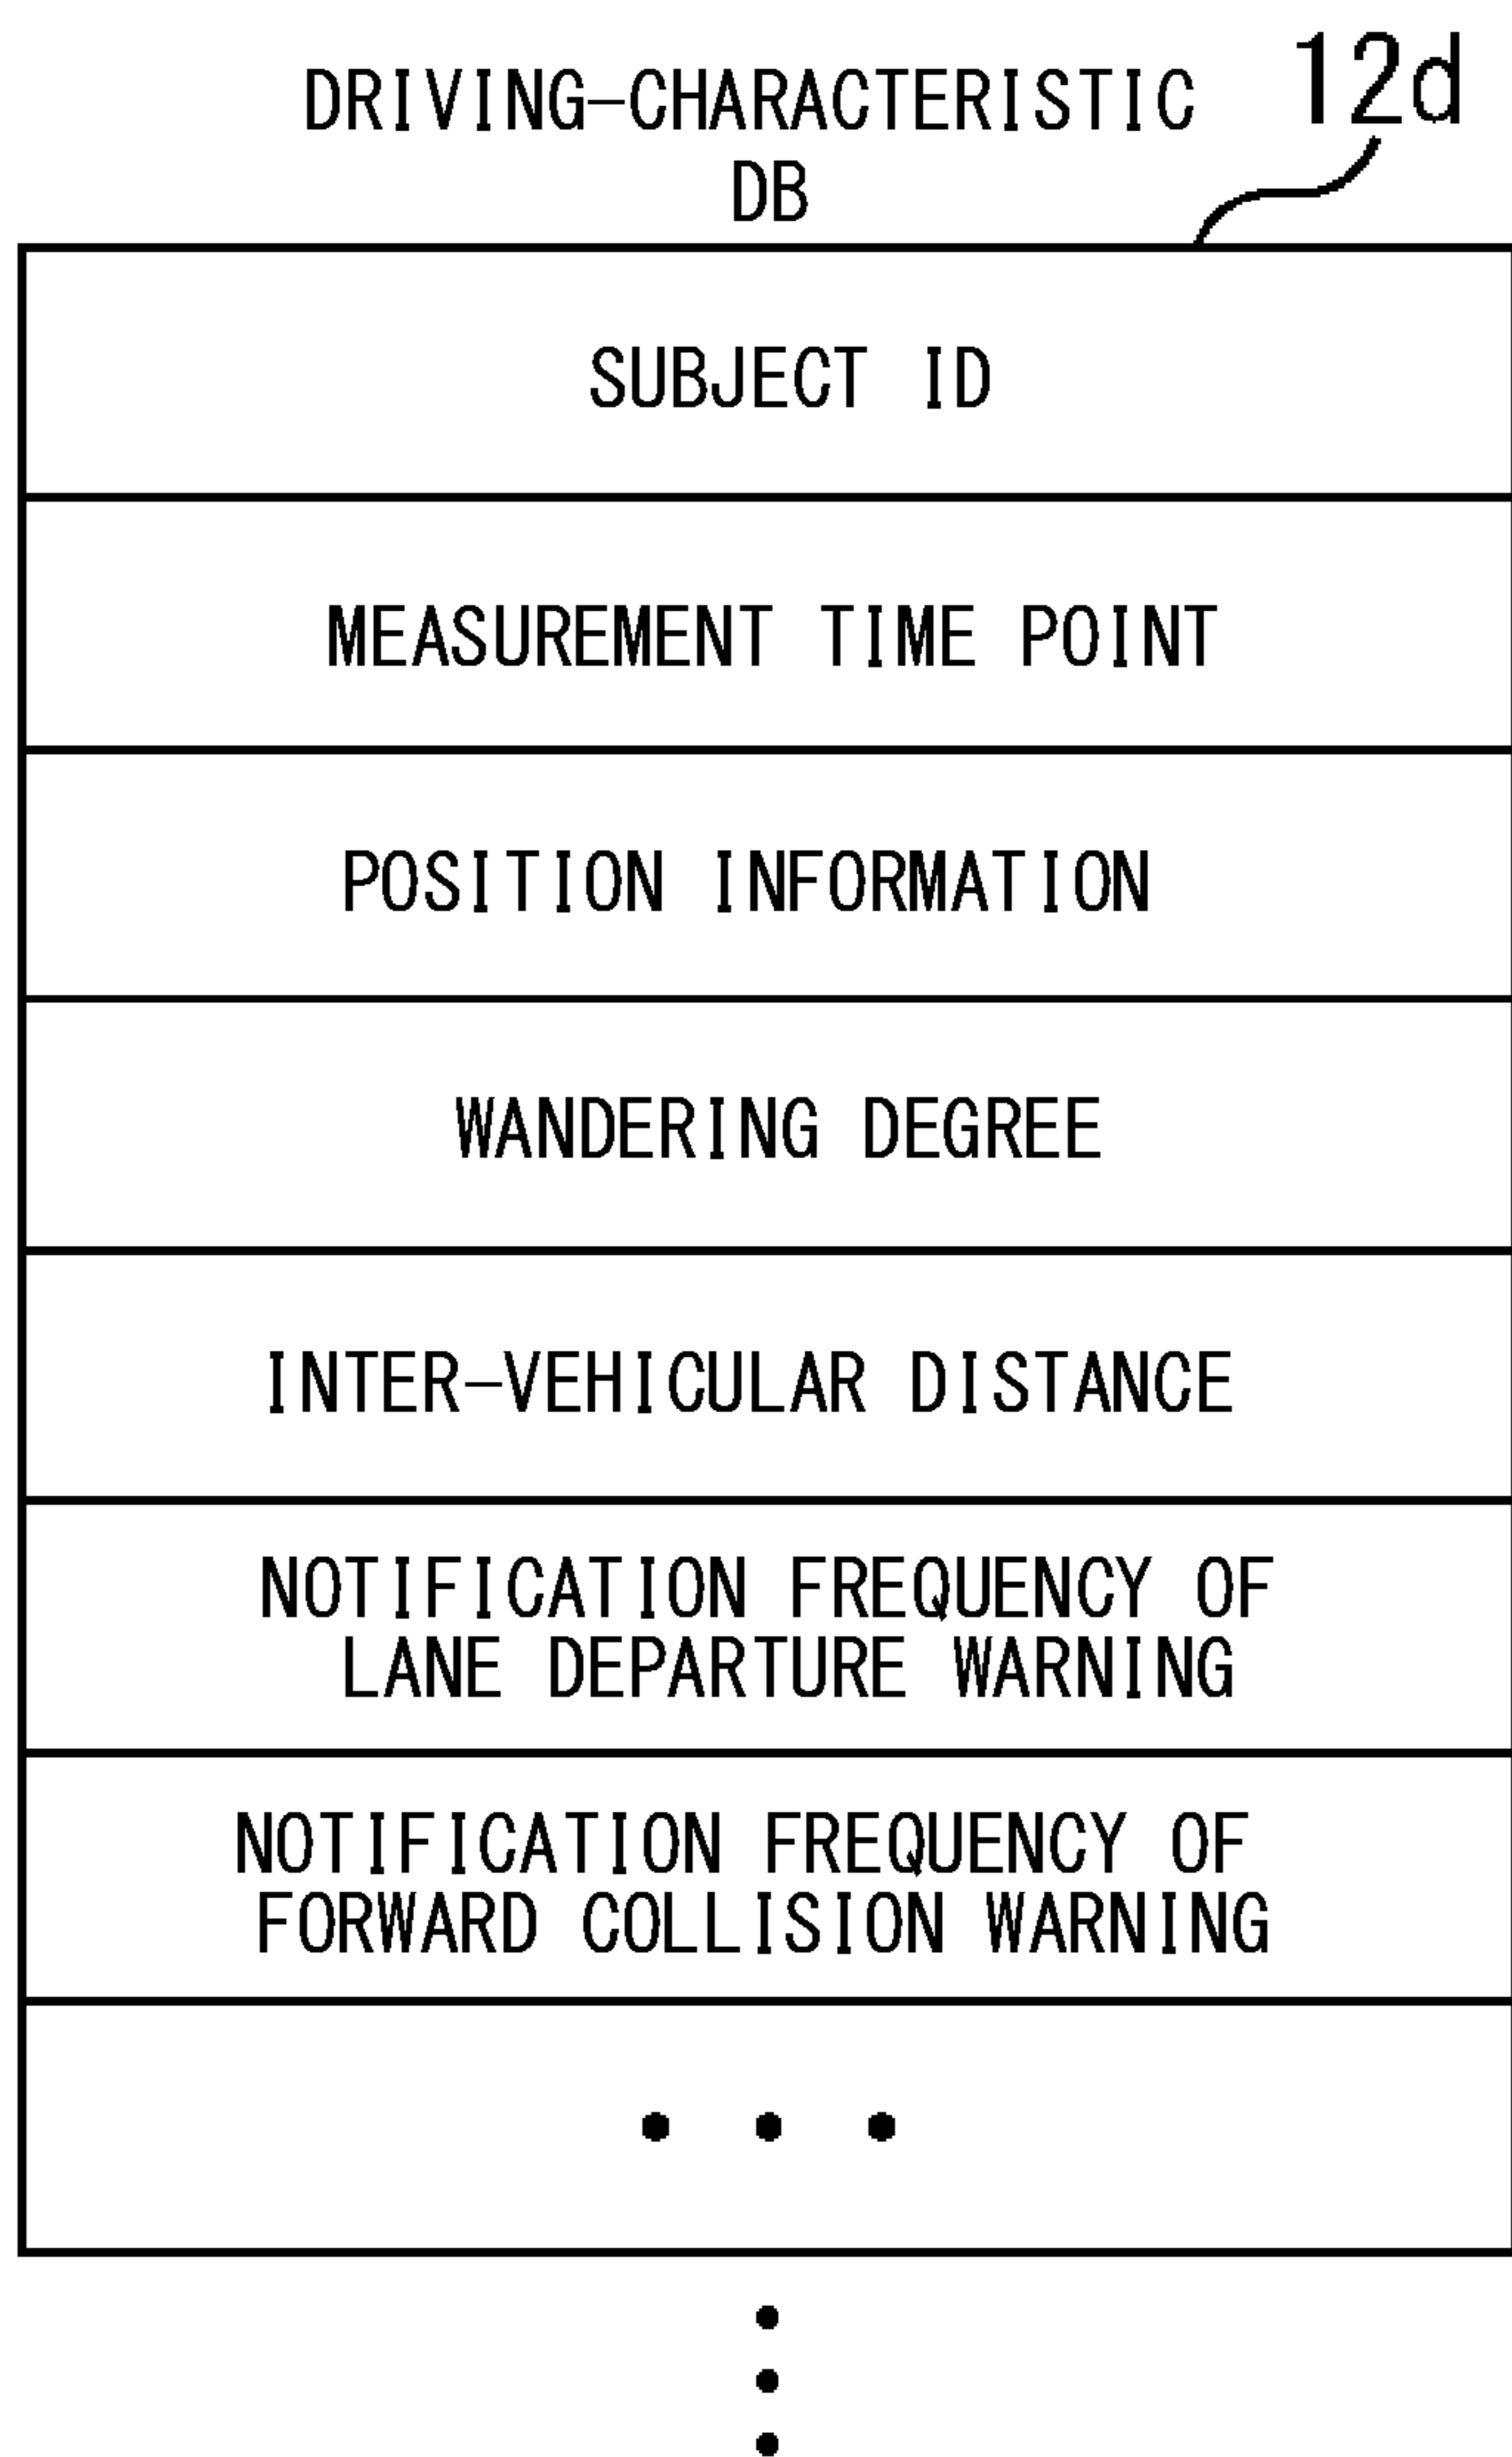 12d
DRIVING-CHARACTERISTIC
DB
SUBJECT ID
MEASUREMENT TIME POINT
POSITION INFORMATION
WANDERING DEGREE
INTER-VEHICULAR DISTANCE
NOTIFICATION FREQUENCY OF
LANE DEPARTURE WARNING
NOTIFICATION FREQUENCY OF
FORWARD COLLISION WARNING
• • •